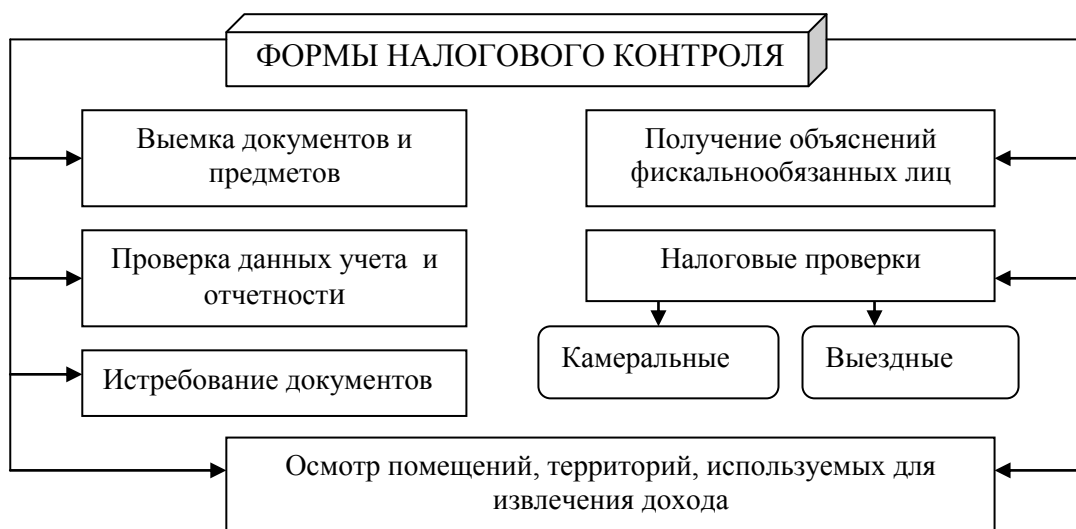 ФОРМЫ НАЛОГОВОГО КОНТРОЛЯ
Выемка документов и
предметов
Получение объяснений
фискальнообязанных лиц
Проверка данных учета и
отчетности
Налоговые проверки
Камеральные
Выездные
Истребование документов
Осмотр помещений, территорий, используемых для
извлечения дохода